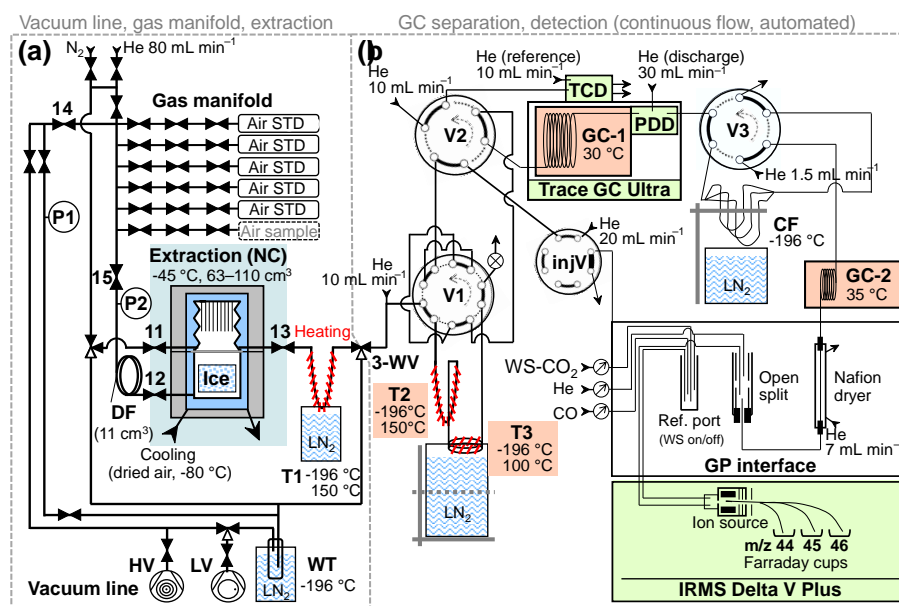 Vacuum line, gas manifold, extraction
GC separation, detection (continuous flow, automated)
(a)
N2
He 80 mL min–1
14
Gas manifold
Air STD
Air STD
Air STD
Air STD
Air STD
Air sample
P1
15
P2
Extraction (NC)
-45 °C, 63–110 cm3
11
13
Heating
12
Ice
DF
(11 cm3)
Cooling
(dried air, -80 °C)
LN2
T1
-196 °C
150 °C
3-WV
HV
LV
WT
-196 °C
LN2
Vacuum line
(b)
He
10 mL min–1
He (reference)
10 mL min–1
He (discharge)
30 mL min–1
TCD
V2
GC-1
30 °C
PDD
Trace GC Ultra
V3
He 1.5 mL min–1
CF
-196 °C
LN2
He
20 mL min–1
injV
He
10 mL min–1
V1
GC-2
35 °C
T2
-196°C
150°C
T3
-196 °C
100 °C
LN2
WS-CO2
He
CO
Ref. port
(WS on/off)
Open
split
Nafion
dryer
He
7 mL min–1
GP interface
Ion source
m/z 44 45 46
Farraday cups
IRMS Delta V Plus